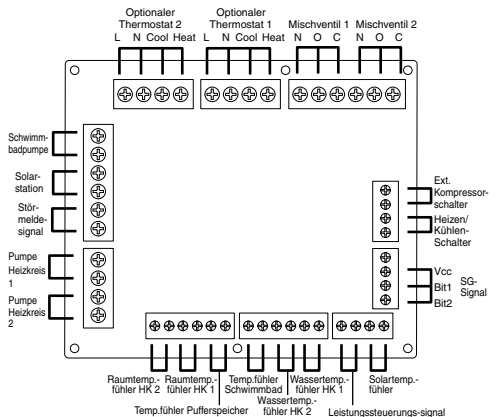 Optionaler Thermostat 2
Optionaler Thermostat 1
Mischventil 1 Mischventil 2
L N Cool Heat
L N Cool Heat
N O C
N O C
Schwimm-
badpumpe
Solar-
station
Stör-
melde-
signal
Pumpe
Heizkreis
1
Pumpe
Heizkreis
2
Ext.
Kompressor-
schalter
Heizen/
Kühlen-
Schalter
Vcc
Bit1
Bit2
SG-
Signal
Raumtemp.-
fühler HK 2
Raumtemp.-
fühler HK 1
Temp.fühler Pufferspeicher
Temp.fühler
Schwimmbad
Wassertemp.-
fühler HK 2
Wassertemp.-
fühler HK 1
Leistungssteuerungs-signal
Solartemp.-
fühler